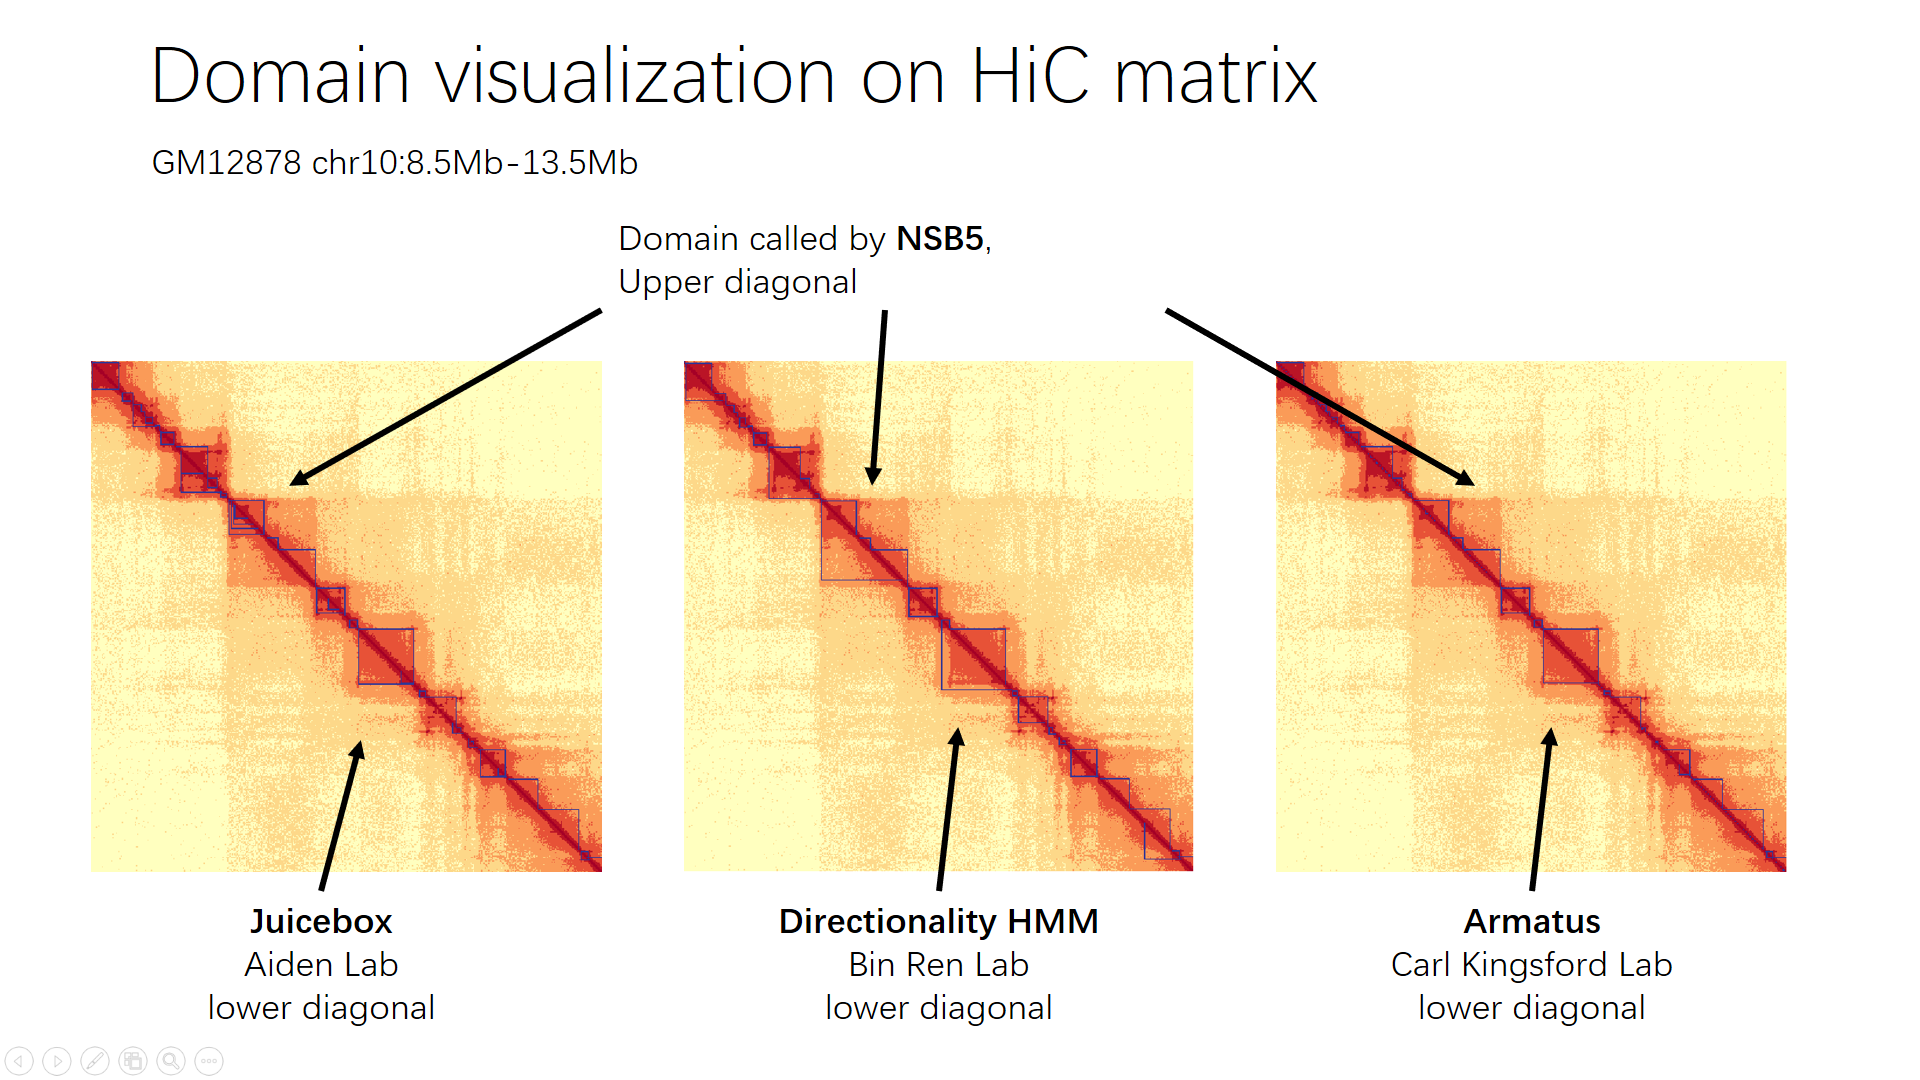 Domain visualization on HiC matrix
GM12878 chr10:8.5Mb-13.5Mb
Domain called by NSB5,
Upper diagonal
Juicebox
Aiden Lab
lower diagonal
Directionality HMM
Bin Ren Lab
lower diagonal
Armatus
Carl Kingsford Lab
lower diagonal